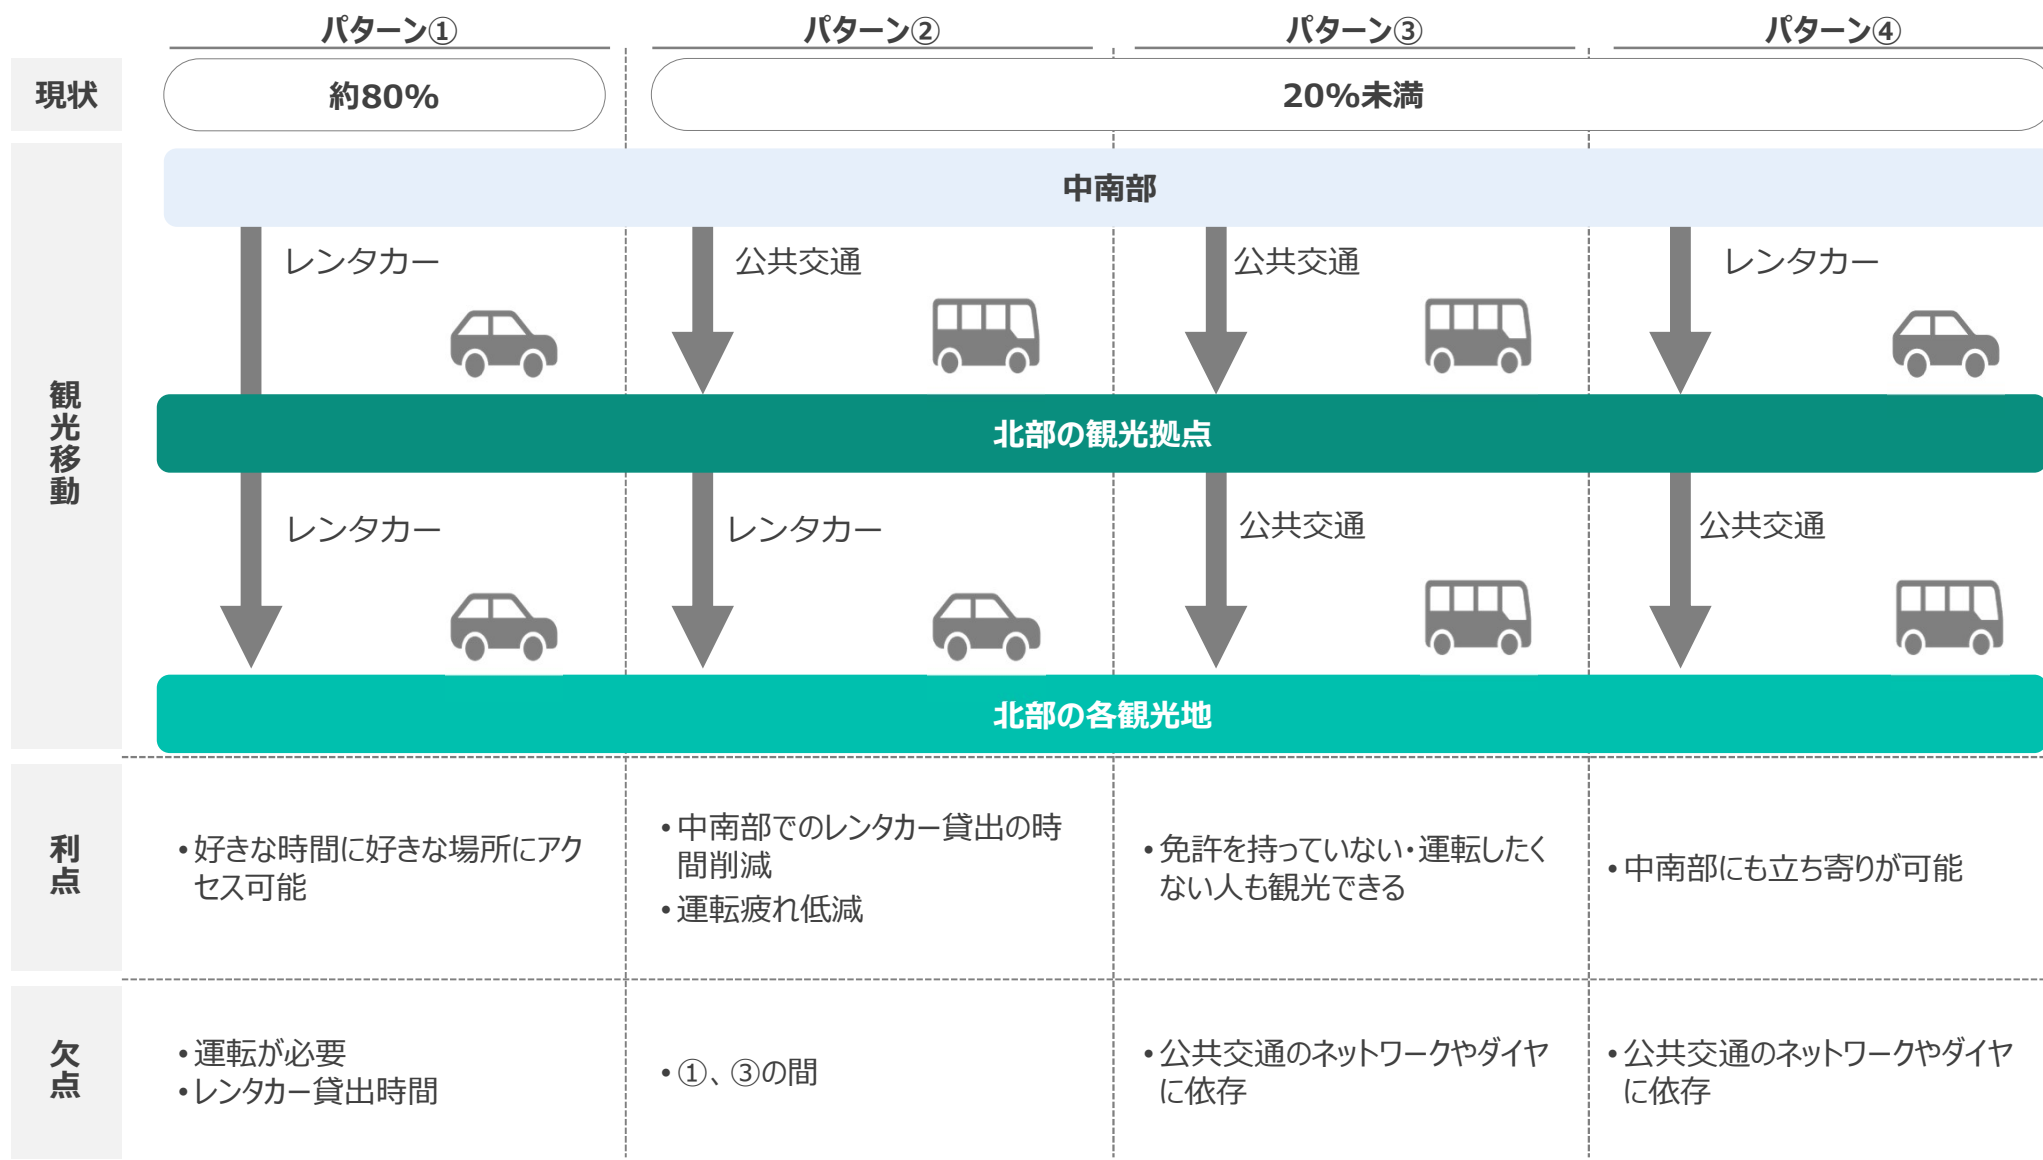 パターン①
パターン②
パターン③
パターン④
現状
約80%
20%未満
観光移動
中南部
レンタカー
公共交通
公共交通
レンタカー
北部の観光拠点
レンタカー
レンタカー
公共交通
公共交通
北部の各観光地
利点
•好きな時間に好きな場所にアク
セス可能
•中南部でのレンタカー貸出の時
間削減
•運転疲れ低減
•免許を持っていない・運転したく
ない人も観光できる
•中南部にも立ち寄りが可能
欠点
•運転が必要
•レンタカー貸出時間
•①、③の間
•公共交通のネットワークやダイヤ
に依存
•公共交通のネットワークやダイヤ
に依存